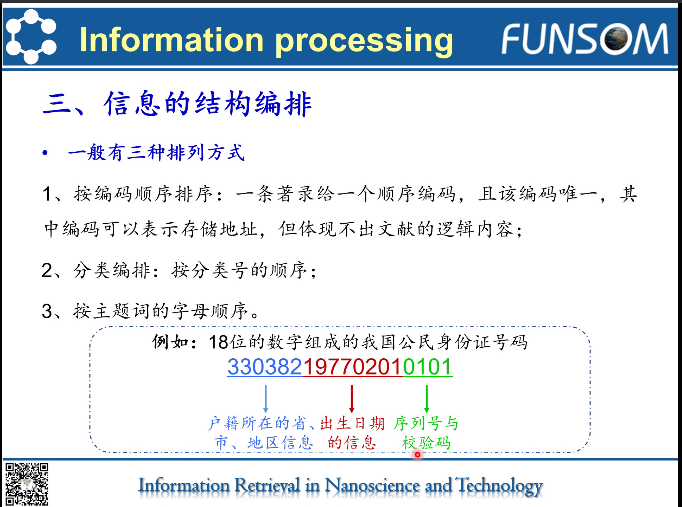 Information processing
FUNSOM
三、信息的结构编排
• 一般有三种排列方式
1、按编码顺序排序：一条著录给一个顺序编码，且该编码唯一，其
中编码可以表示存储地址，但体现不出文献的逻辑内容；
2、分类编排：按分类号的顺序；
3、按主题词的字母顺序。
例如：18位的数字组成的我国公民身份证号码
330382197702010101
户籍所在的省、出生日期 序列号与
市、地区信息 的信息 校验码
Information Retrieval in Nanoscience and Technology